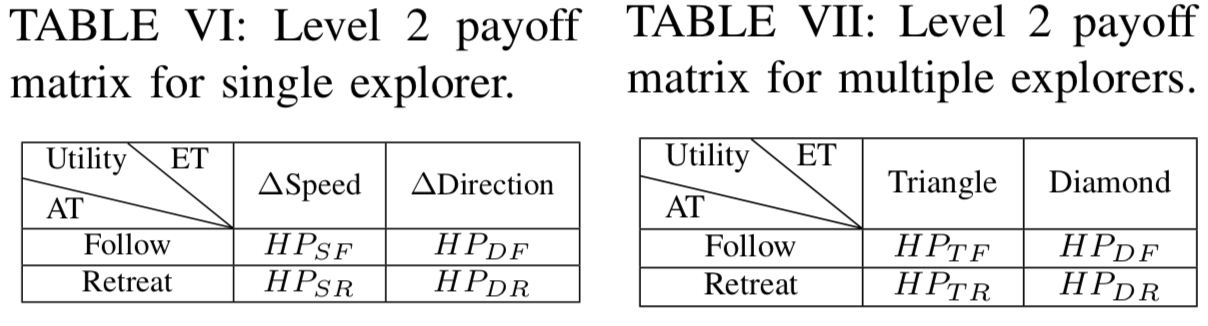 TABLE VI: Level 2 payoff
matrix for single explorer.
Utility ET
AT
ΔSpeed ΔDirection
Follow HP_{SF} HP_{DF}
Retreat HP_{SR} HP_{DR}
TABLE VII: Level 2 payoff
matrix for multiple explorers.
Utility ET
AT
Triangle Diamond
Follow HP_{TF} HP_{DF}
Retreat HP_{TR} HP_{DR}